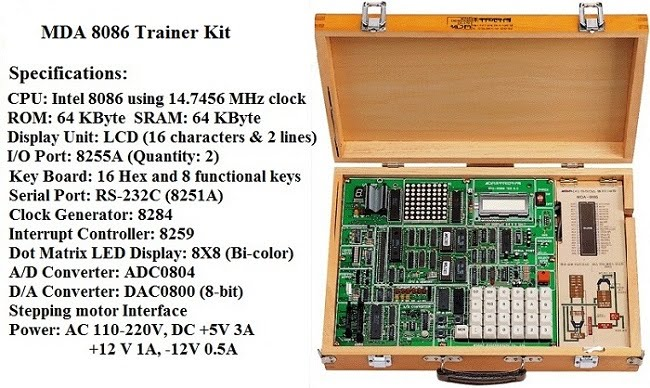 MDA 8086 Trainer Kit
Specifications:
CPU: Intel 8086 using 14.7456 MHz clock
ROM: 64 KByte SRAM: 64 KByte
Display Unit: LCD (16 characters & 2 lines)
I/O Port: 8255A (Quantity: 2)
Key Board: 16 Hex and 8 functional keys
Serial Port: RS-232C (8251A)
Clock Generator: 8284
Interrupt Controller: 8259
Dot Matrix LED Display: 8X8 (Bi-color)
A/D Converter: ADC0804
D/A Converter: DAC0800 (8-bit)
Stepping motor Interface
Power: AC 110-220V, DC +5V 3A
+12 V 1A, -12V 0.5A
MDA-8086